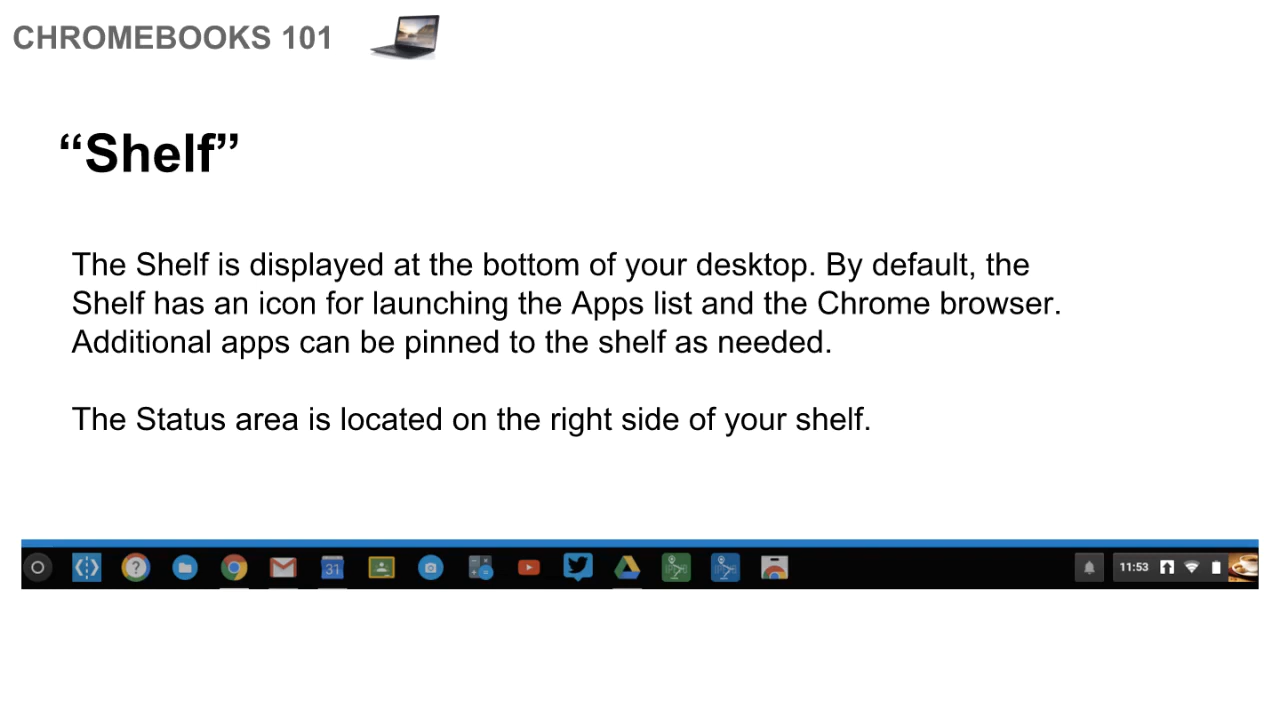 CHROMEBOOKS 101
“Shelf”
The Shelf is displayed at the bottom of your desktop. By default, the
Shelf has an icon for launching the Apps list and the Chrome browser.
Additional apps can be pinned to the shelf as needed.
The Status area is located on the right side of your shelf.
31
11:53